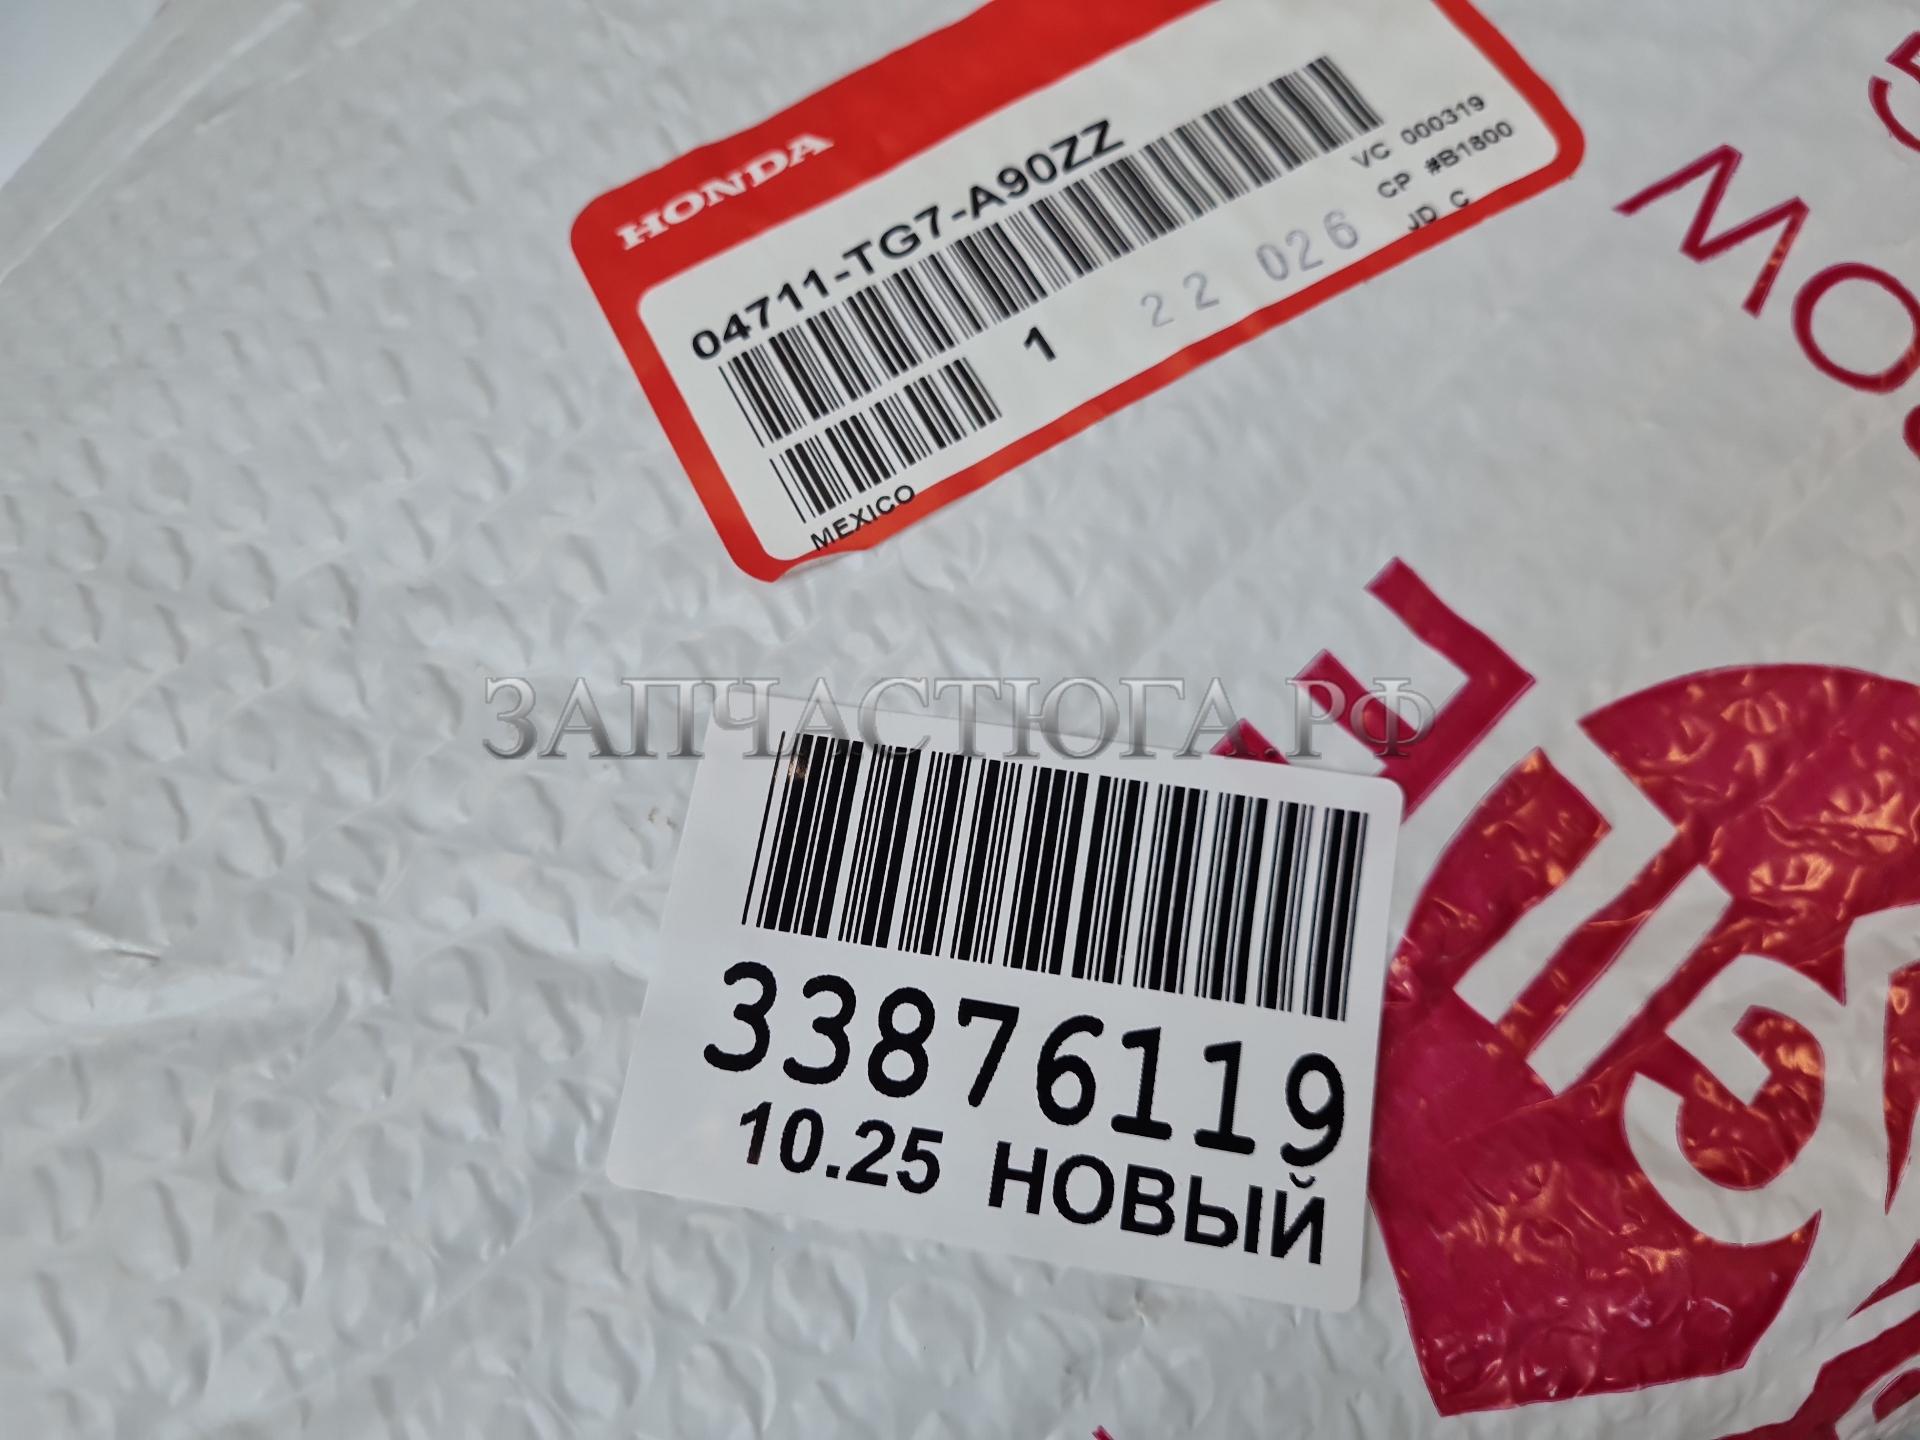 HONDA
04711-TG7-A90ZZ
1
22 026
VC 000319
CP #B1800
JD C
MEXICO
ЗАПЧАСТЮГА.РФ
33876119
10.25 НОВЫЙ